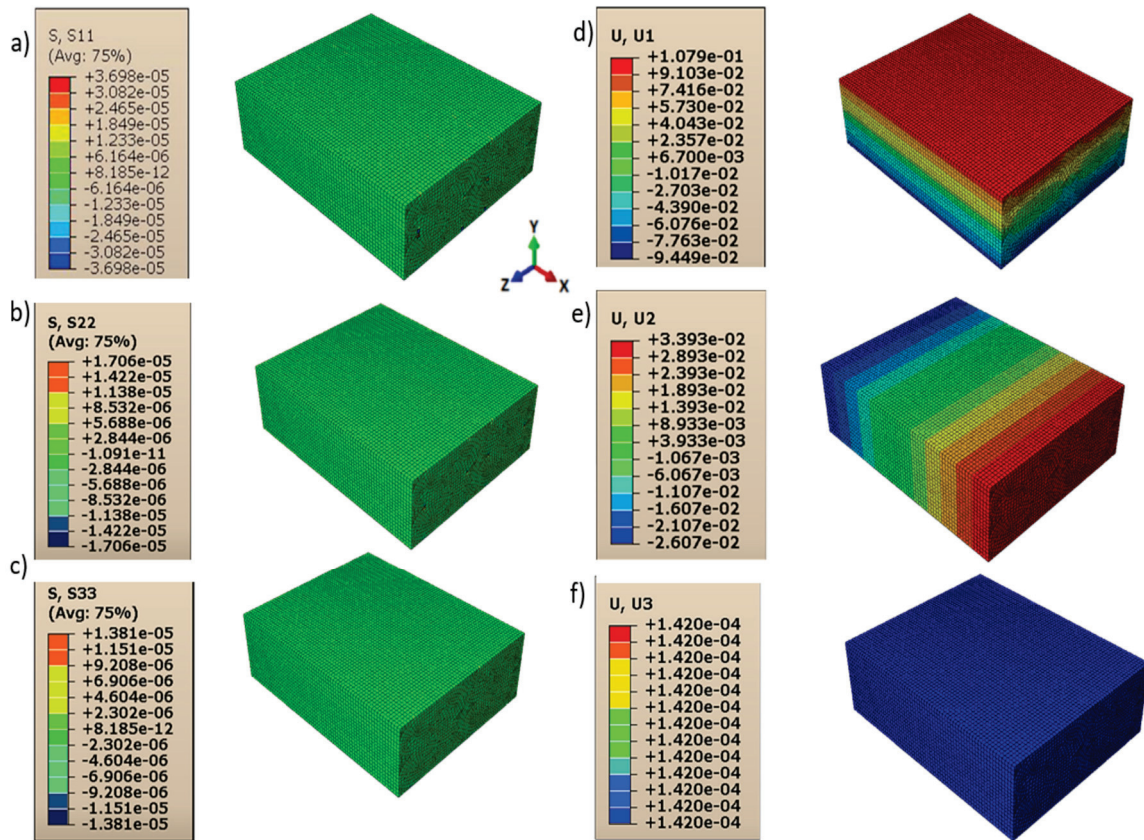 a)
S, S11
(Avg: 75%)
+3.698e-05
+3.082e-05
+2.465e-05
+1.849e-05
+1.233e-05
+6.164e-06
+8.185e-12
-6.164e-06
-1.233e-05
-1.849e-05
-2.465e-05
-3.082e-05
-3.698e-05
d)
U, U1
+1.079e-01
+9.103e-02
+7.416e-02
+5.730e-02
+4.043e-02
+2.357e-02
+6.700e-03
-1.017e-02
-2.703e-02
-4.390e-02
-6.076e-02
-7.763e-02
-9.449e-02
Y
Z
X
b)
S, S22
(Avg: 75%)
+1.706e-05
+1.422e-05
+1.138e-05
+8.532e-06
+5.688e-06
+2.844e-06
-1.091e-11
-2.844e-06
-5.688e-06
-8.532e-06
-1.138e-05
-1.422e-05
-1.706e-05
e)
U, U2
+3.393e-02
+2.893e-02
+2.393e-02
+1.893e-02
+1.393e-02
+8.933e-03
+3.933e-03
-1.067e-03
-6.067e-03
-1.107e-02
-1.607e-02
-2.107e-02
-2.607e-02
c)
S, S33
(Avg: 75%)
+1.381e-05
+1.151e-05
+9.208e-06
+6.906e-06
+4.604e-06
+2.302e-06
+8.185e-12
-2.302e-06
-4.604e-06
-6.906e-06
-9.208e-06
-1.151e-05
-1.381e-05
f)
U, U3
+1.420e-04
+1.420e-04
+1.420e-04
+1.420e-04
+1.420e-04
+1.420e-04
+1.420e-04
+1.420e-04
+1.420e-04
+1.420e-04
+1.420e-04
+1.420e-04
+1.420e-04